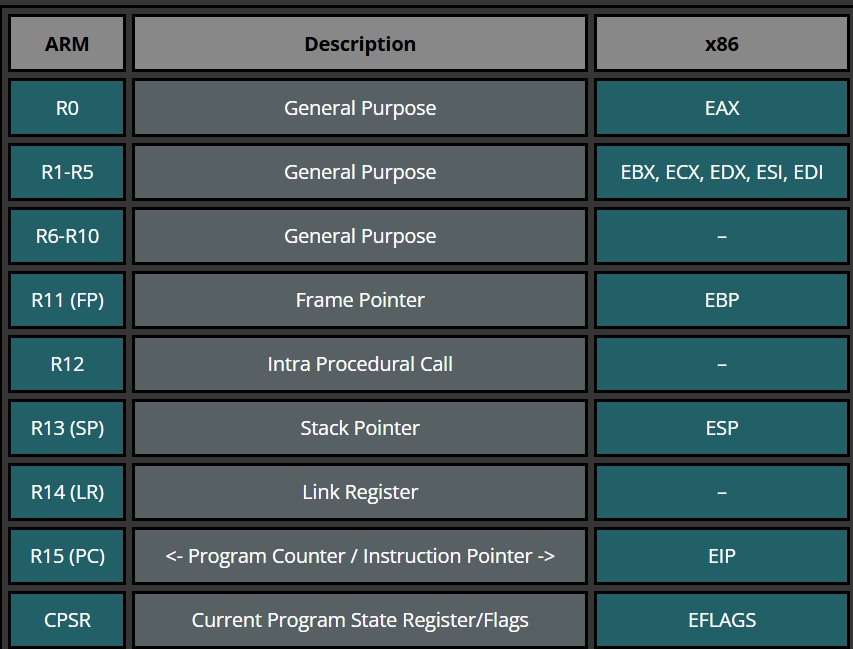 ARM Description x86
R0 General Purpose EAX
R1-R5 General Purpose EBX, ECX, EDX, ESI, EDI
R6-R10 General Purpose –
R11 (FP) Frame Pointer EBP
R12 Intra Procedural Call –
R13 (SP) Stack Pointer ESP
R14 (LR) Link Register –
R15 (PC) <- Program Counter / Instruction Pointer -> EIP
CPSR Current Program State Register/Flags EFLAGS